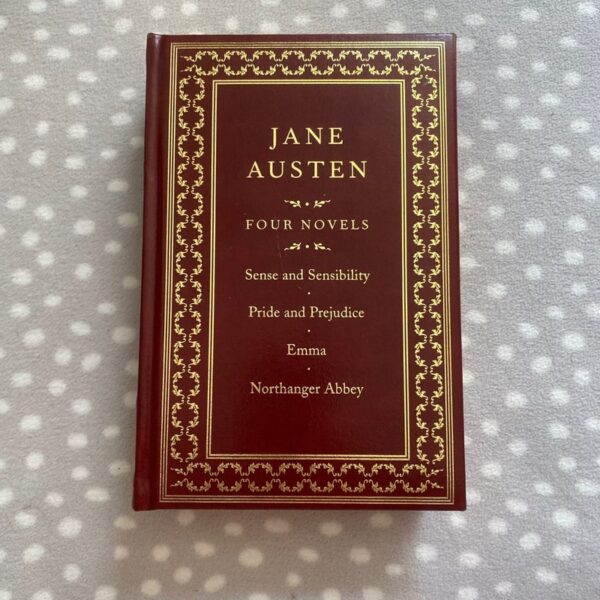 JANE
AUSTEN
FOUR NOVELS
Sense and Sensibility
Pride and Prejudice
Emma
Northanger Abbey